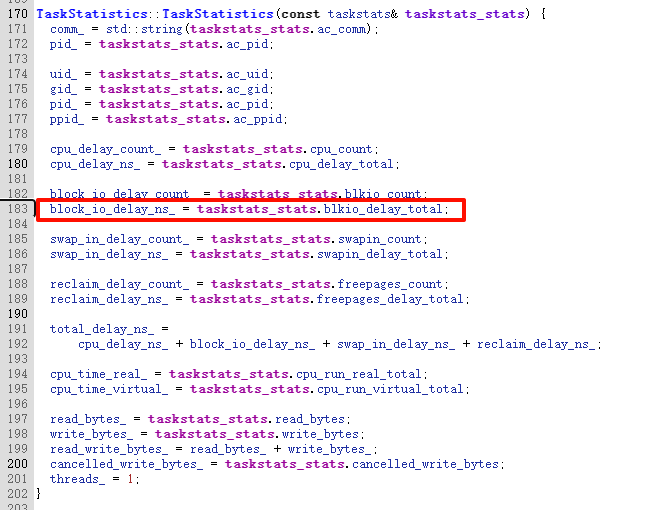 170 TaskStatistics::TaskStatistics(const taskstats& taskstats_stats) {
171 comm_ = std::string(taskstats_stats.ac_comm);
172 pid_ = taskstats_stats.ac_pid;
173
174 uid_ = taskstats_stats.ac_uid;
175 gid_ = taskstats_stats.ac_gid;
176 pid_ = taskstats_stats.ac_pid;
177 ppid_ = taskstats_stats.ac_ppid;
178
179 cpu_delay_count_ = taskstats_stats.cpu_count;
180 cpu_delay_ns_ = taskstats_stats.cpu_delay_total;
181
182 block_io_delay_count_ = taskstats_stats.blkio_count;
183 block_io_delay_ns_ = taskstats_stats.blkio_delay_total;
184
185 swap_in_delay_count_ = taskstats_stats.swapin_count;
186 swap_in_delay_ns_ = taskstats_stats.swapin_delay_total;
187
188 reclaim_delay_count_ = taskstats_stats.freepages_count;
189 reclaim_delay_ns_ = taskstats_stats.freepages_delay_total;
190
191 total_delay_ns_ =
192 cpu_delay_ns_ + block_io_delay_ns_ + swap_in_delay_ns_ + reclaim_delay_ns_;
193
194 cpu_time_real_ = taskstats_stats.cpu_run_real_total;
195 cpu_time_virtual_ = taskstats_stats.cpu_run_virtual_total;
196
197 read_bytes_ = taskstats_stats.read_bytes;
198 write_bytes_ = taskstats_stats.write_bytes;
199 read_write_bytes_ = read_bytes_ + write_bytes_;
200 cancelled_write_bytes_ = taskstats_stats.cancelled_write_bytes;
201 threads_ = 1;
202 }